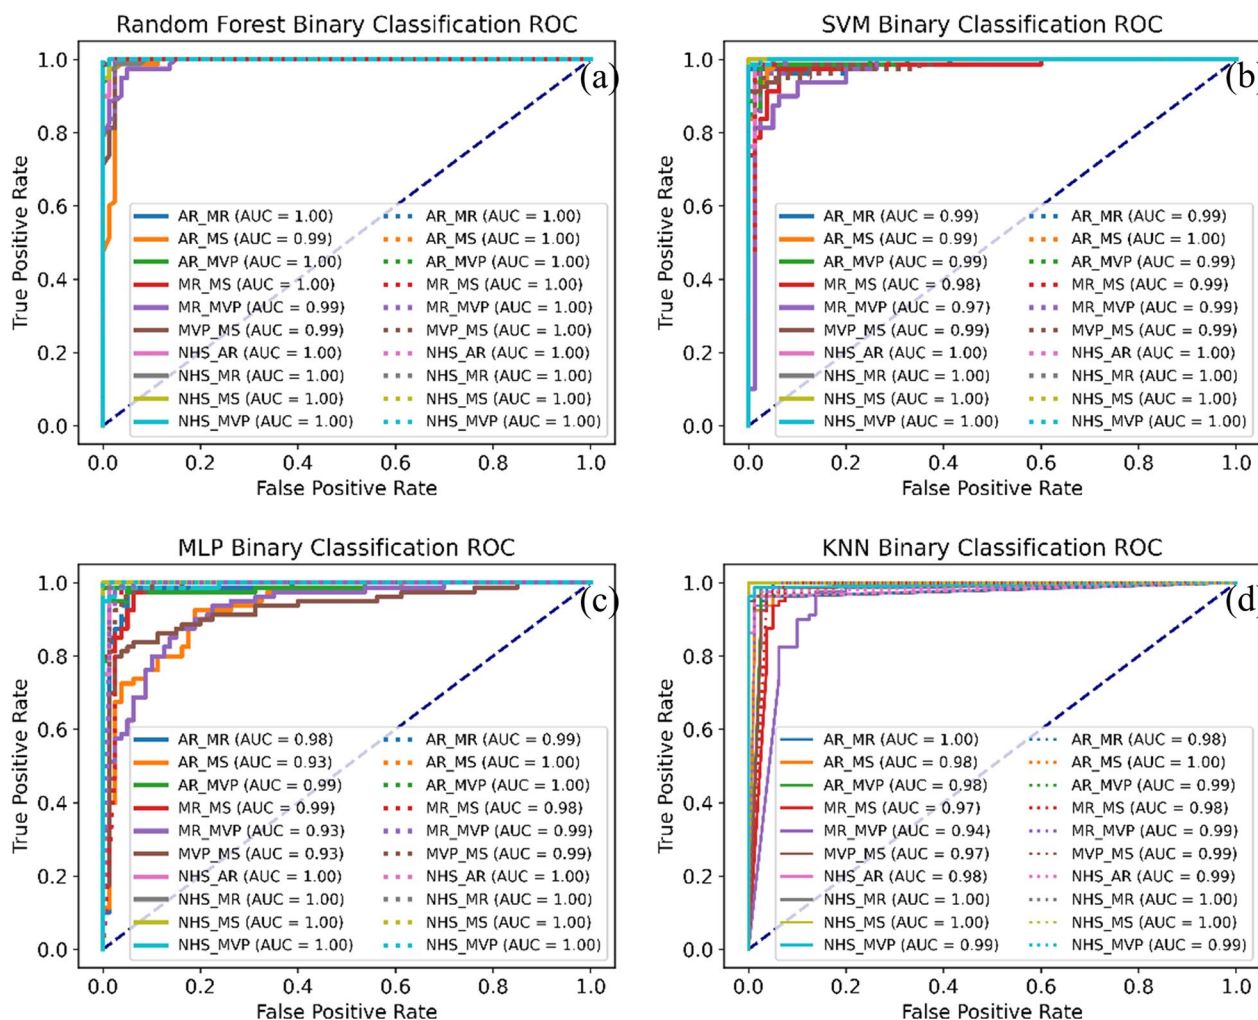 Random Forest Binary Classification ROC
(a)
True Positive Rate
1.0
0.8
0.6
0.4
0.2
0.0
AR_MR (AUC = 1.00) AR_MR (AUC = 1.00)
AR_MS (AUC = 0.99) AR_MS (AUC = 1.00)
AR_MVP (AUC = 1.00) AR_MVP (AUC = 1.00)
MR_MS (AUC = 1.00) MR_MS (AUC = 1.00)
MR_MVP (AUC = 0.99) MR_MVP (AUC = 1.00)
MVP_MS (AUC = 0.99) MVP_MS (AUC = 1.00)
NHS_AR (AUC = 1.00) NHS_AR (AUC = 1.00)
NHS_MR (AUC = 1.00) NHS_MR (AUC = 1.00)
NHS_MS (AUC = 1.00) NHS_MS (AUC = 1.00)
NHS_MVP (AUC = 1.00) NHS_MVP (AUC = 1.00)
0.0 0.2 0.4 0.6 0.8 1.0
False Positive Rate
SVM Binary Classification ROC
(b)
True Positive Rate
1.0
0.8
0.6
0.4
0.2
0.0
AR_MR (AUC = 0.99) AR_MR (AUC = 0.99)
AR_MS (AUC = 0.99) AR_MS (AUC = 1.00)
AR_MVP (AUC = 0.99) AR_MVP (AUC = 0.99)
MR_MS (AUC = 0.98) MR_MS (AUC = 0.99)
MR_MVP (AUC = 0.97) MR_MVP (AUC = 0.99)
MVP_MS (AUC = 0.99) MVP_MS (AUC = 0.99)
NHS_AR (AUC = 1.00) NHS_AR (AUC = 1.00)
NHS_MR (AUC = 1.00) NHS_MR (AUC = 1.00)
NHS_MS (AUC = 1.00) NHS_MS (AUC = 1.00)
NHS_MVP (AUC = 1.00) NHS_MVP (AUC = 1.00)
0.0 0.2 0.4 0.6 0.8 1.0
False Positive Rate
MLP Binary Classification ROC
(c)
True Positive Rate
1.0
0.8
0.6
0.4
0.2
0.0
AR_MR (AUC = 0.98) AR_MR (AUC = 0.99)
AR_MS (AUC = 0.93) AR_MS (AUC = 1.00)
AR_MVP (AUC = 0.99) AR_MVP (AUC = 1.00)
MR_MS (AUC = 0.99) MR_MS (AUC = 0.98)
MR_MVP (AUC = 0.93) MR_MVP (AUC = 0.99)
MVP_MS (AUC = 0.93) MVP_MS (AUC = 0.99)
NHS_AR (AUC = 1.00) NHS_AR (AUC = 1.00)
NHS_MR (AUC = 1.00) NHS_MR (AUC = 1.00)
NHS_MS (AUC = 1.00) NHS_MS (AUC = 1.00)
NHS_MVP (AUC = 1.00) NHS_MVP (AUC = 1.00)
0.0 0.2 0.4 0.6 0.8 1.0
False Positive Rate
KNN Binary Classification ROC
(d)
True Positive Rate
1.0
0.8
0.6
0.4
0.2
0.0
AR_MR (AUC = 1.00) AR_MR (AUC = 0.98)
AR_MS (AUC = 0.98) AR_MS (AUC = 1.00)
AR_MVP (AUC = 0.98) AR_MVP (AUC = 0.99)
MR_MS (AUC = 0.97) MR_MS (AUC = 0.98)
MR_MVP (AUC = 0.94) MR_MVP (AUC = 0.99)
MVP_MS (AUC = 0.97) MVP_MS (AUC = 0.99)
NHS_AR (AUC = 0.98) NHS_AR (AUC = 0.99)
NHS_MR (AUC = 1.00) NHS_MR (AUC = 1.00)
NHS_MS (AUC = 1.00) NHS_MS (AUC = 1.00)
NHS_MVP (AUC = 0.99) NHS_MVP (AUC = 0.99)
0.0 0.2 0.4 0.6 0.8 1.0
False Positive Rate